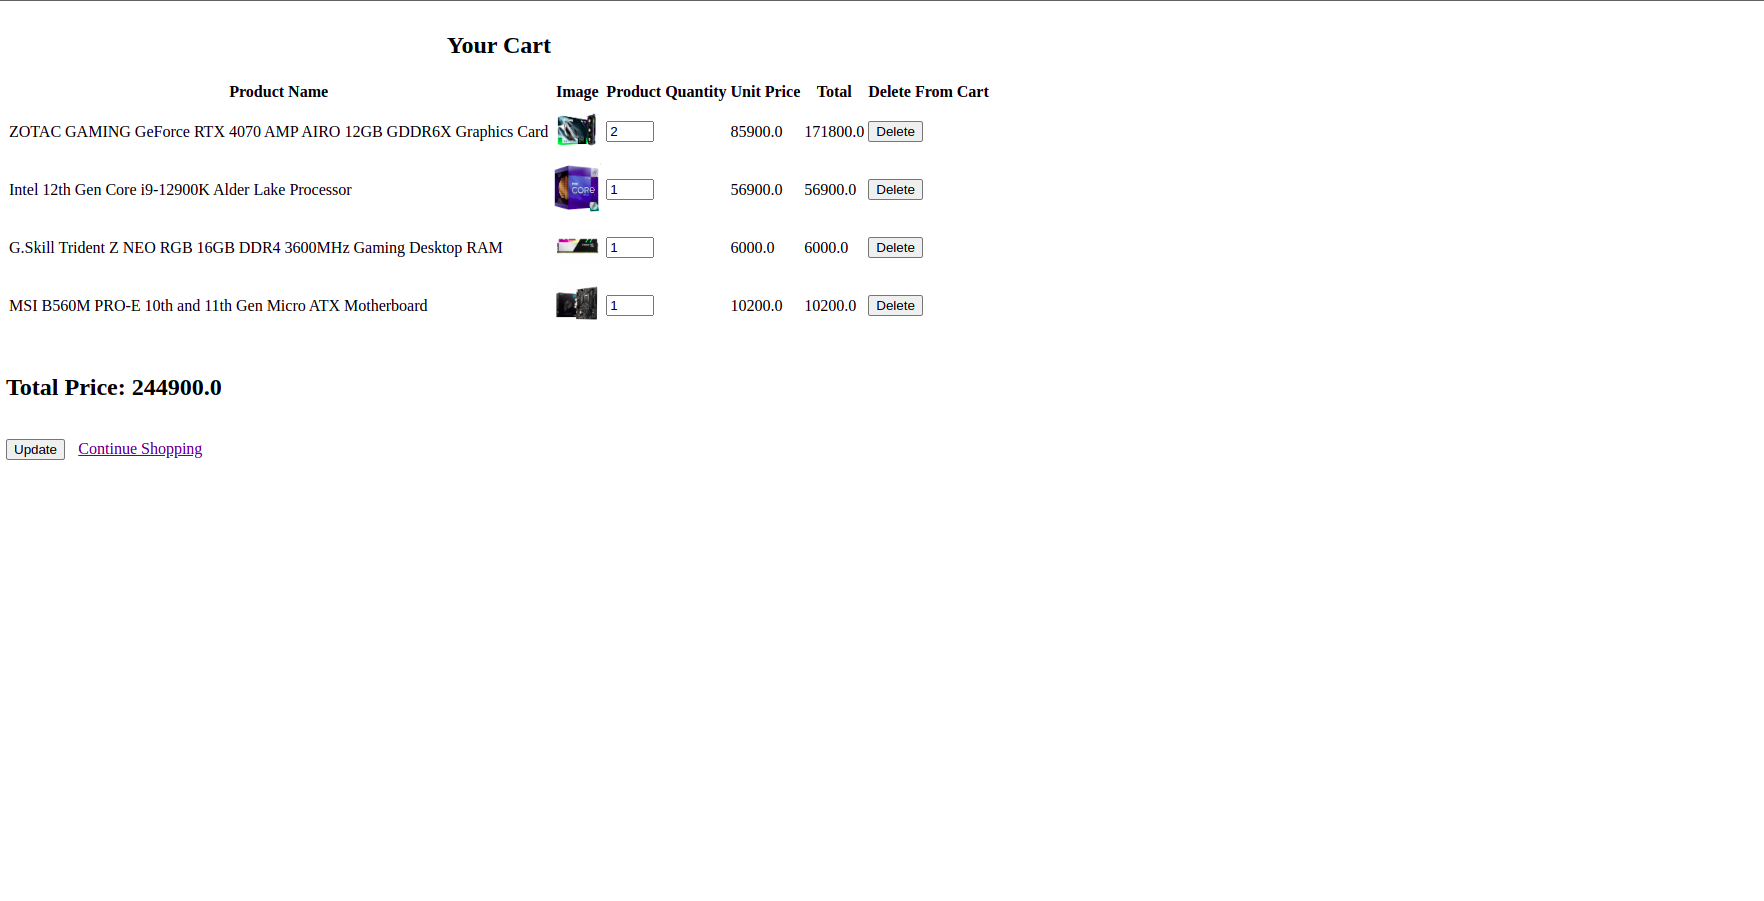 Your Cart
Product Name Image Product Quantity Unit Price Total Delete From Cart
ZOTAC GAMING GeForce RTX 4070 AMP AIRO 12GB GDDR6X Graphics Card 2 85900.0 171800.0 Delete
Intel 12th Gen Core i9-12900K Alder Lake Processor CORE 1 56900.0 56900.0 Delete
G.Skill Trident Z NEO RGB 16GB DDR4 3600MHz Gaming Desktop RAM 1 6000.0 6000.0 Delete
MSI B560M PRO-E 10th and 11th Gen Micro ATX Motherboard 1 10200.0 10200.0 Delete
Total Price: 244900.0
Update Continue Shopping